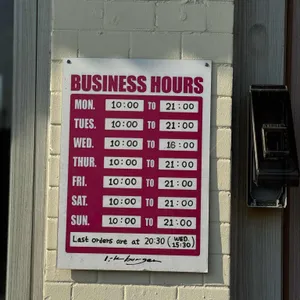 BUSINESS HOURS
MON. 10:00 TO 21:00
TUES. 10:00 TO 21:00
WED. 10:00 TO 16:00
THUR. 10:00 TO 21:00
FRI. 10:00 TO 21:00
SAT. 10:00 TO 21:00
SUN. 10:00 TO 21:00
Last orders are at 20:30 (WED. 15:30)